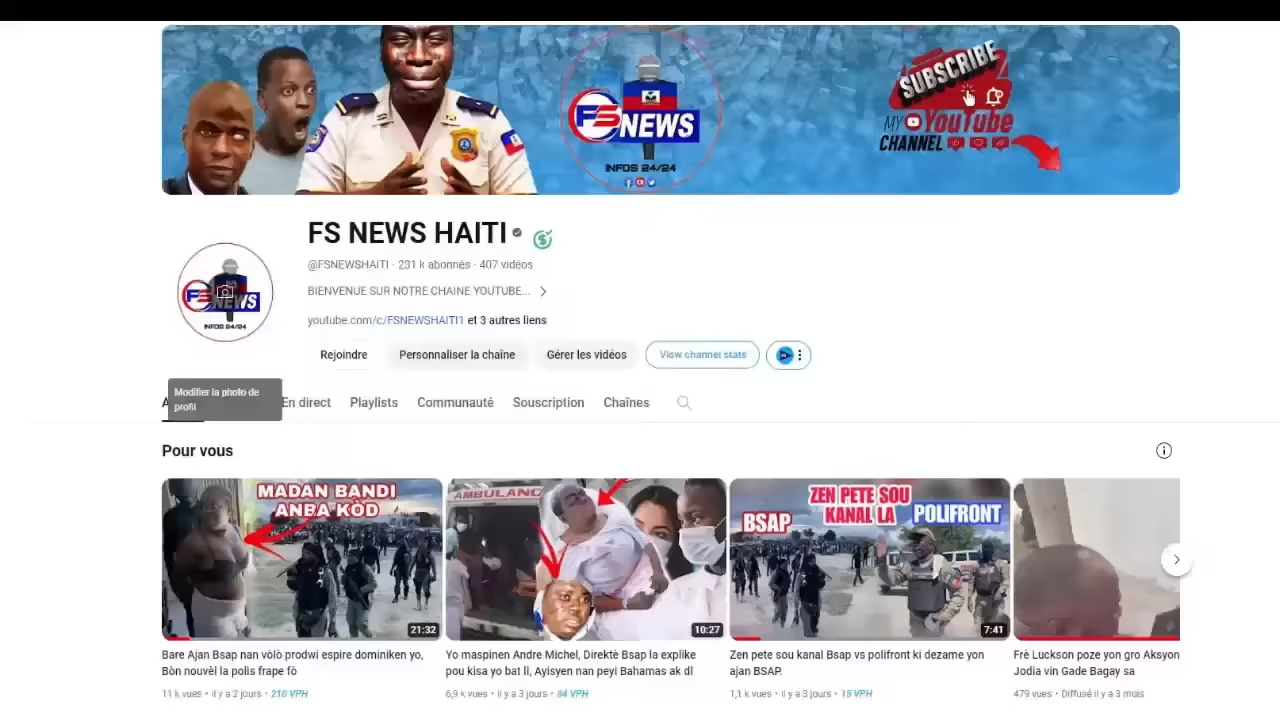 SUBSCRIBE
MY YouTube
CHANNEL
FS NEWS
INFOS 24/24
FS NEWS HAITI
@FSNEWSHAITI · 231 k abonnés · 407 vidéos
BIENVENUE SUR NOTRE CHAINE YOUTUBE...
youtube.com/c/FSNEWSHAITI1 et 3 autres liens
FS NEWS
INFOS 24/24
Rejoindre
Personnaliser la chaîne
Gérer les vidéos
View channel stats
Modifier la photo de
profil
En direct
Playlists
Communauté
Souscription
Chaînes
Pour vous
MADAN BANDI
ANBA KÒD
21:32
AMBULANC
10:27
ZEN PETE SOU
KANAL LA
BSAP
POLIFRONT
7:41
Bare Ajan Bsap nan vòlò prodwi espire dominiken yo,
Bòn nouvèl la polis frape fò
11 k vues · il y a 2 jours · 210 VPH
Yo maspinen Andre Michel, Direktè Bsap la explike
pou kisa yo bat li, Ayisyen nan peyi Bahamas ak dl
6,9 k vues · il y a 3 jours · 84 VPH
Zen pete sou kanal Bsap vs polifront ki dezame yon
ajan BSAP.
1,1 k vues · il y a 3 jours · 15 VPH
Frè Luckson poze yon gro Aksyon
Jodia vin Gade Bagay sa
479 vues · Diffusé il y a 3 mois